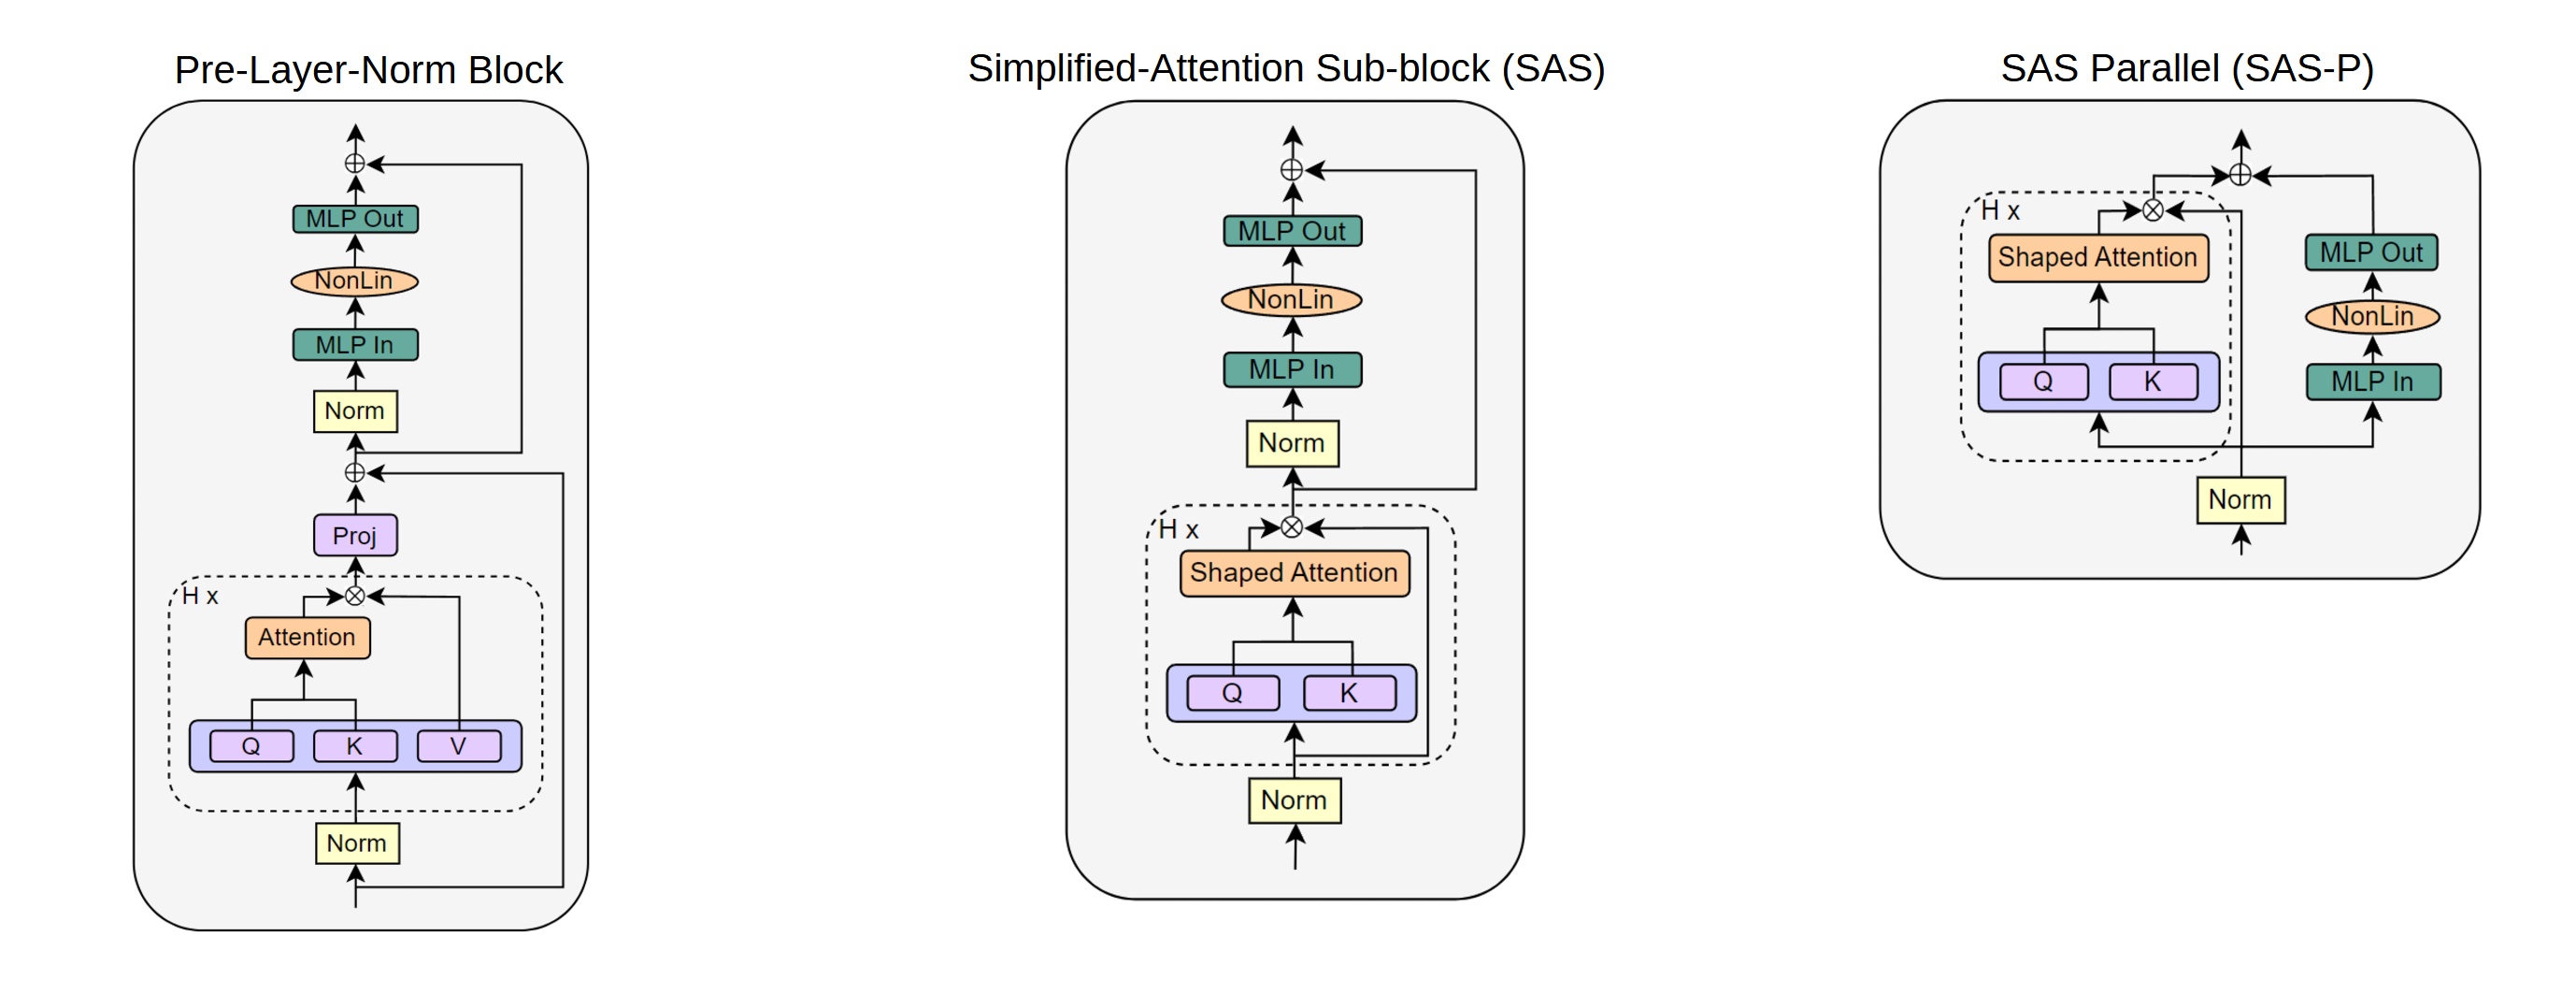 Pre-Layer-Norm Block
MLP Out
NonLin
MLP In
Norm
Proj
H x
Attention
Q K V
Norm
Simplified-Attention Sub-block (SAS)
MLP Out
NonLin
MLP In
Norm
H x
Shaped Attention
Q K
Norm
SAS Parallel (SAS-P)
H x
Shaped Attention
Q K
MLP Out
NonLin
MLP In
Norm